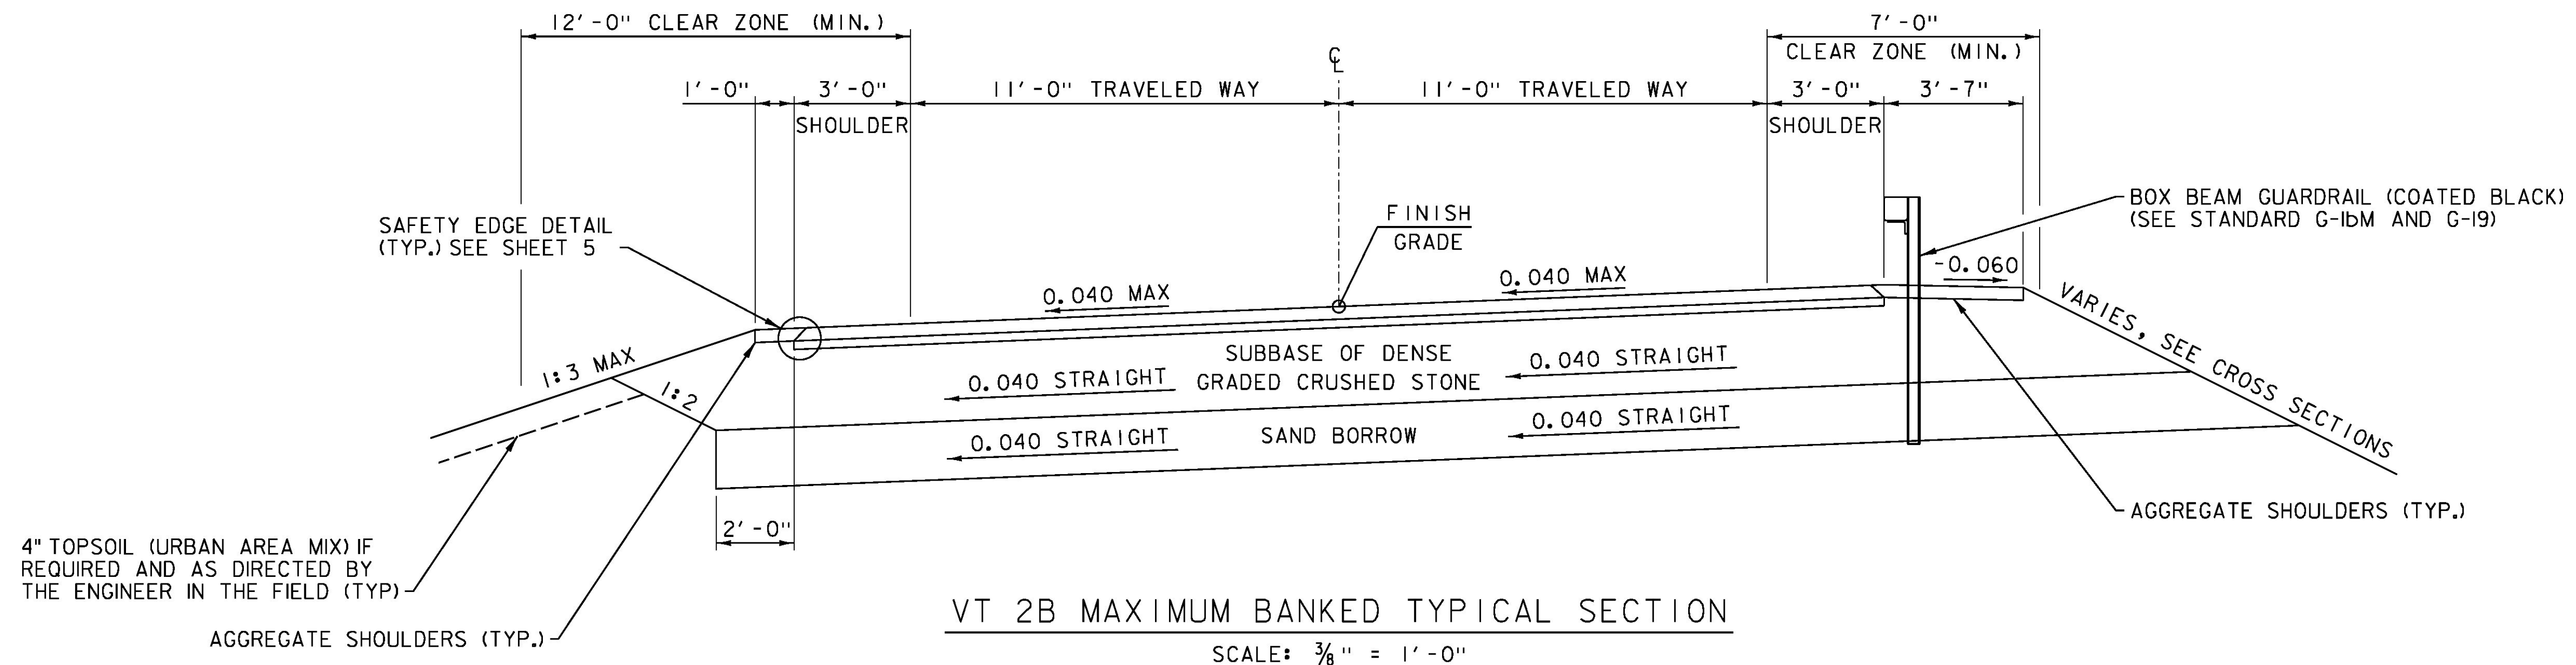 12'-0" CLEAR ZONE (MIN.)
7'-0"
CLEAR ZONE (MIN.)
℄
1'-0"
3'-0"
11'-0" TRAVELED WAY
11'-0" TRAVELED WAY
3'-0"
3'-7"
SHOULDER
SHOULDER
SAFETY EDGE DETAIL
(TYP.) SEE SHEET 5
FINISH
GRADE
BOX BEAM GUARDRAIL (COATED BLACK)
(SEE STANDARD G-1bM AND G-19)
0.040 MAX
0.040 MAX
-0.060
VARIES, SEE CROSS SECTIONS
1:3 MAX
1:2
SUBBASE OF DENSE
GRADED CRUSHED STONE
0.040 STRAIGHT
0.040 STRAIGHT
0.040 STRAIGHT
SAND BORROW
0.040 STRAIGHT
2'-0"
AGGREGATE SHOULDERS (TYP.)
4" TOPSOIL (URBAN AREA MIX) IF
REQUIRED AND AS DIRECTED BY
THE ENGINEER IN THE FIELD (TYP)
AGGREGATE SHOULDERS (TYP.)
VT 2B MAXIMUM BANKED TYPICAL SECTION
SCALE: ⅜" = 1'-0"